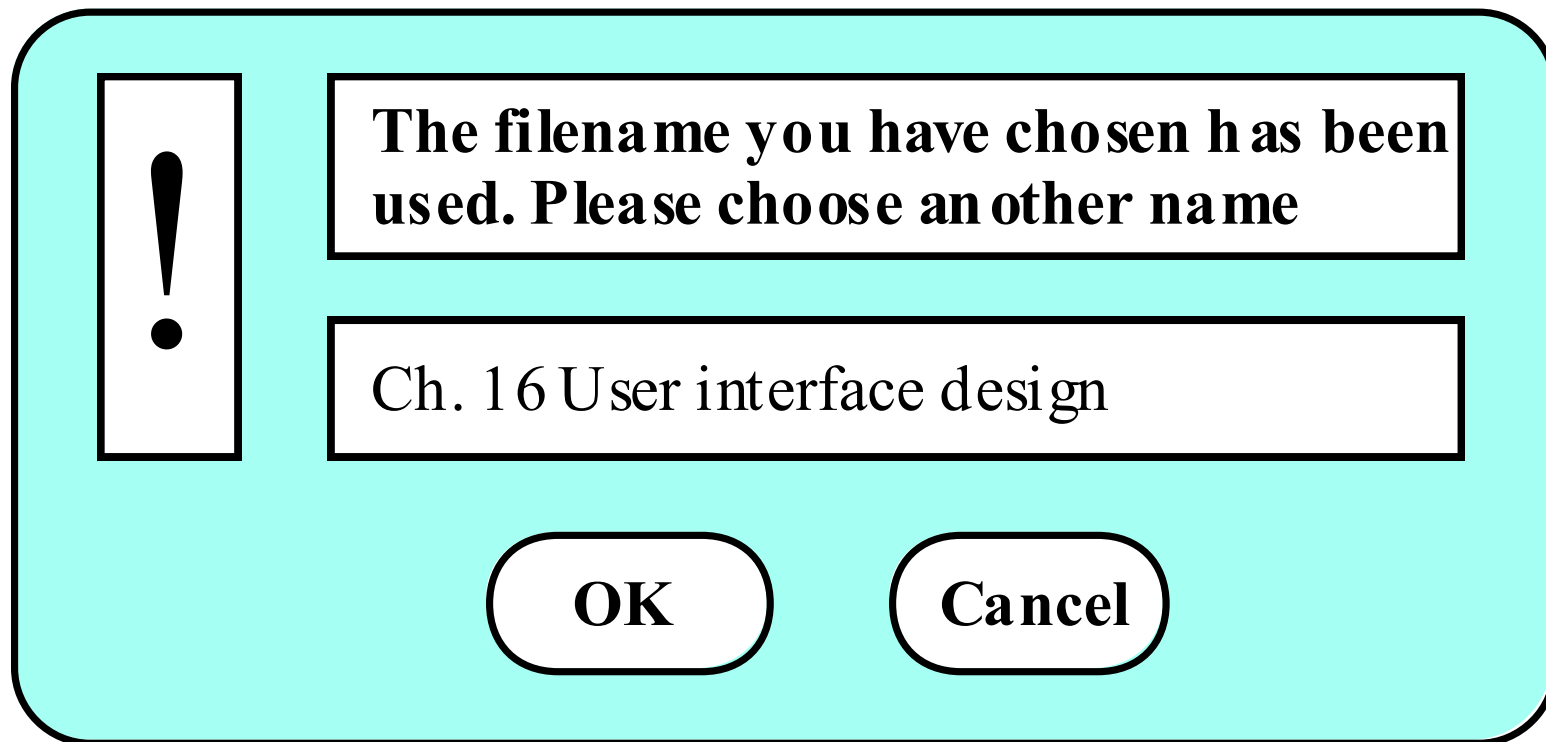 !
The filename you have chosen has been
used. Please choose another name
Ch. 16 User interface design
OK
Cancel